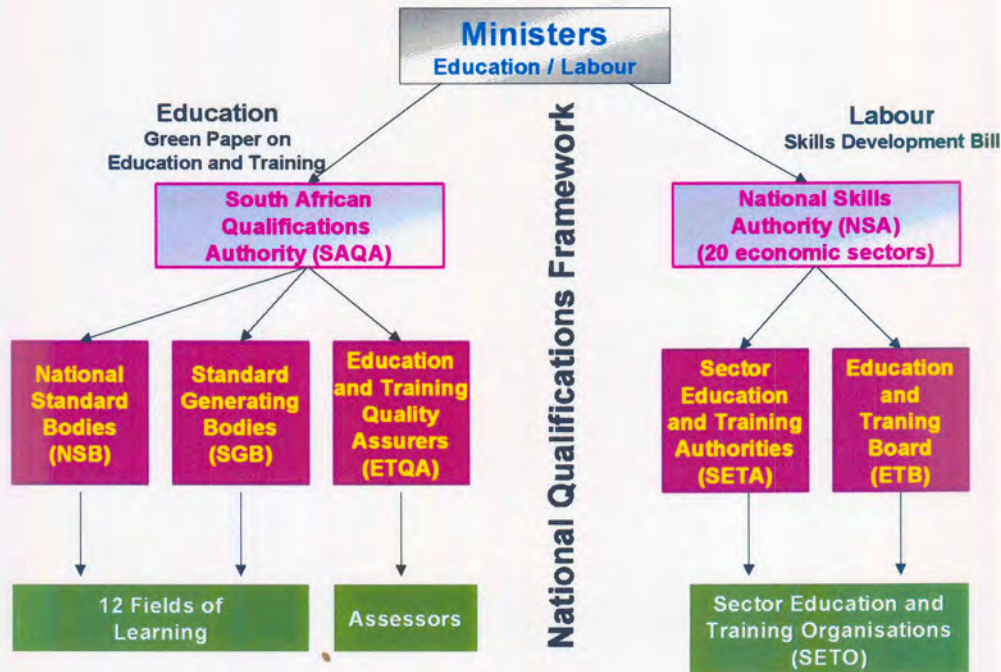 Ministers
Education / Labour
Education
Green Paper on
Education and Training
Labour
Skills Development Bill
National Qualifications Framework
South African
Qualifications
Authority (SAQA)
National Skills
Authority (NSA)
(20 economic sectors)
National
Standard
Bodies
(NSB)
Standard
Generating
Bodies
(SGB)
Education
and Training
Quality
Assurers
(ETQA)
Sector
Education
and Training
Authorities
(SETA)
Education
and
Traning
Board
(ETB)
12 Fields of
Learning
Assessors
Sector Education and
Training Organisations
(SETO)